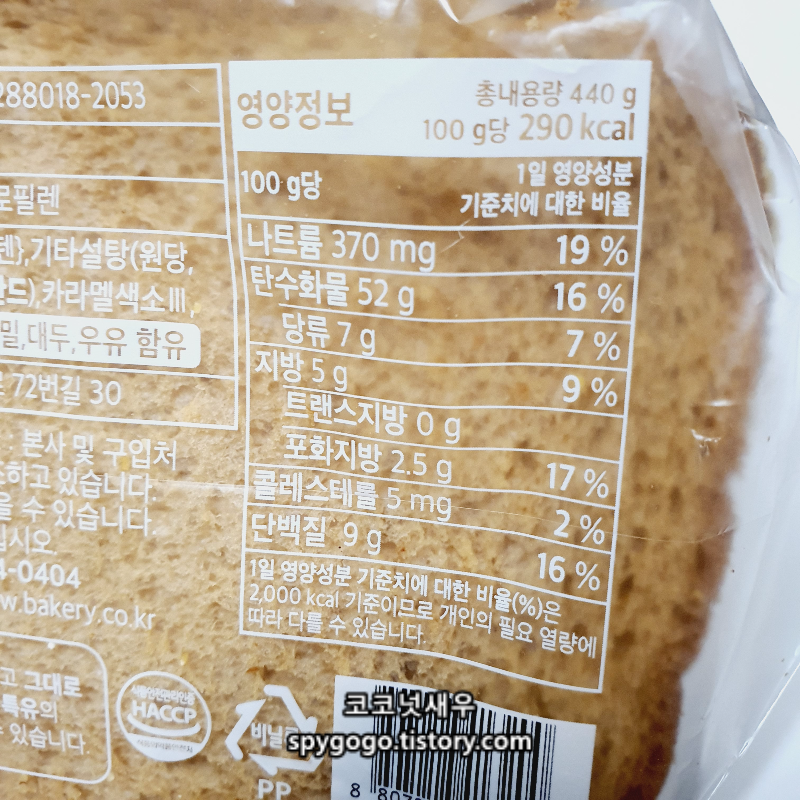 288018-2053
로필렌
렌},기타설탕(원당,
드),카라멜색소Ⅲ,
밀,대두,우유 함유
72번길 30
: 본사 및 구입처
하고 있습니다.
을 수 있습니다.
십시오.
4-0404
w.bakery.co.kr
고 그대로
특유의
수 있습니다.
영양정보
총내용량 440 g
100 g당 290 kcal
100 g당
1일 영양성분
기준치에 대한 비율
나트륨 370 mg 19 %
탄수화물 52 g 16 %
당류 7 g 7 %
지방 5 g 9 %
트랜스지방 0 g
포화지방 2.5 g 17 %
콜레스테롤 5 mg 2 %
단백질 9 g 16 %
1일 영양성분 기준치에 대한 비율(%)은
2,000 kcal 기준이므로 개인의 필요 열량에
따라 다를 수 있습니다.
HACCP
비닐류
PP
코코넛새우
spygogo.tistory.com